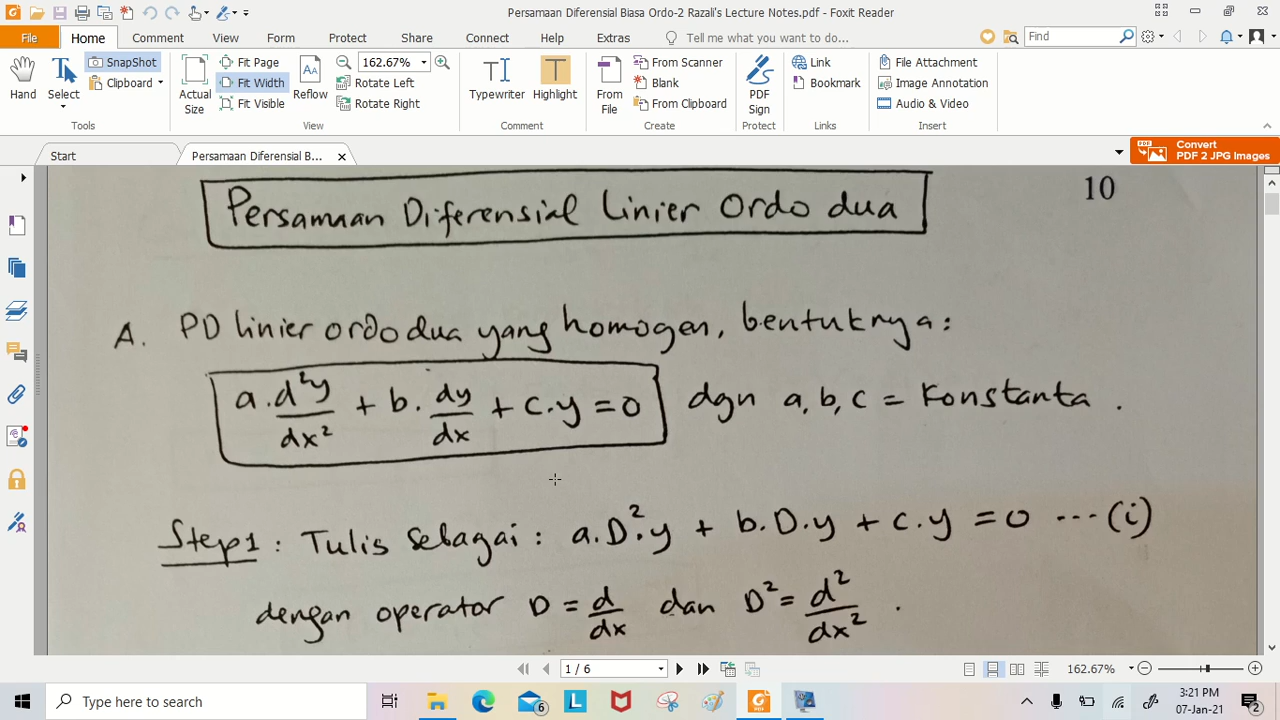 Persamaan Diferensial Biasa Ordo-2 Razali's Lecture Notes.pdf - Foxit Reader
File Home Comment View Form Protect Share Connect Help Extras Tell me what you want to do... Find
Hand Select SnapShot Clipboard
Actual Size Fit Page Fit Width Fit Visible Reflow 162.67% Rotate Left Rotate Right
Typewriter Highlight
From File From Scanner Blank From Clipboard
PDF Sign
Link Bookmark
File Attachment Image Annotation Audio & Video
Tools View Comment Create Protect Links Insert
Start Persamaan Diferensial B... Convert PDF 2 JPG Images
Persamaan Diferensial Linier Ordo dua
10
A. PD linier ordo dua yang homogen, bentuknya:
a. d²y/dx² + b. dy/dx + c.y = 0 dgn a, b, c = Konstanta.
Step1: Tulis sebagai: a.D².y + b.D.y + c.y = 0 ---(i)
dengan operator D = d/dx dan D² = d²/dx².
1 / 6 162.67%
Type here to search 6 3:21 PM
07-Jan-21 2